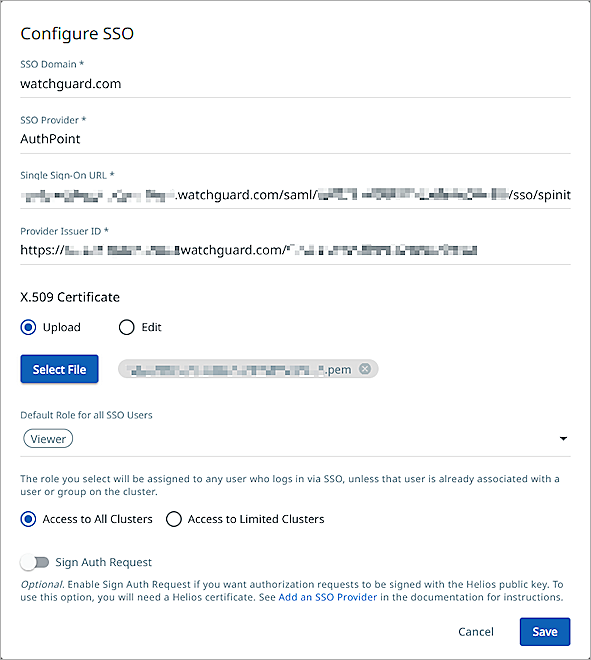 Configure SSO
SSO Domain *
watchguard.com
SSO Provider *
AuthPoint
Single Sign-On URL *
.watchguard.com/saml/ /sso/spinit
Provider Issuer ID *
https:// watchguard.com/
X.509 Certificate
Upload Edit
Select File .pem
Default Role for all SSO Users
Viewer
The role you select will be assigned to any user who logs in via SSO, unless that user is already associated with a
user or group on the cluster.
Access to All Clusters Access to Limited Clusters
Sign Auth Request
Optional. Enable Sign Auth Request if you want authorization requests to be signed with the Helios public key. To
use this option, you will need a Helios certificate. See Add an SSO Provider in the documentation for instructions.
Cancel Save